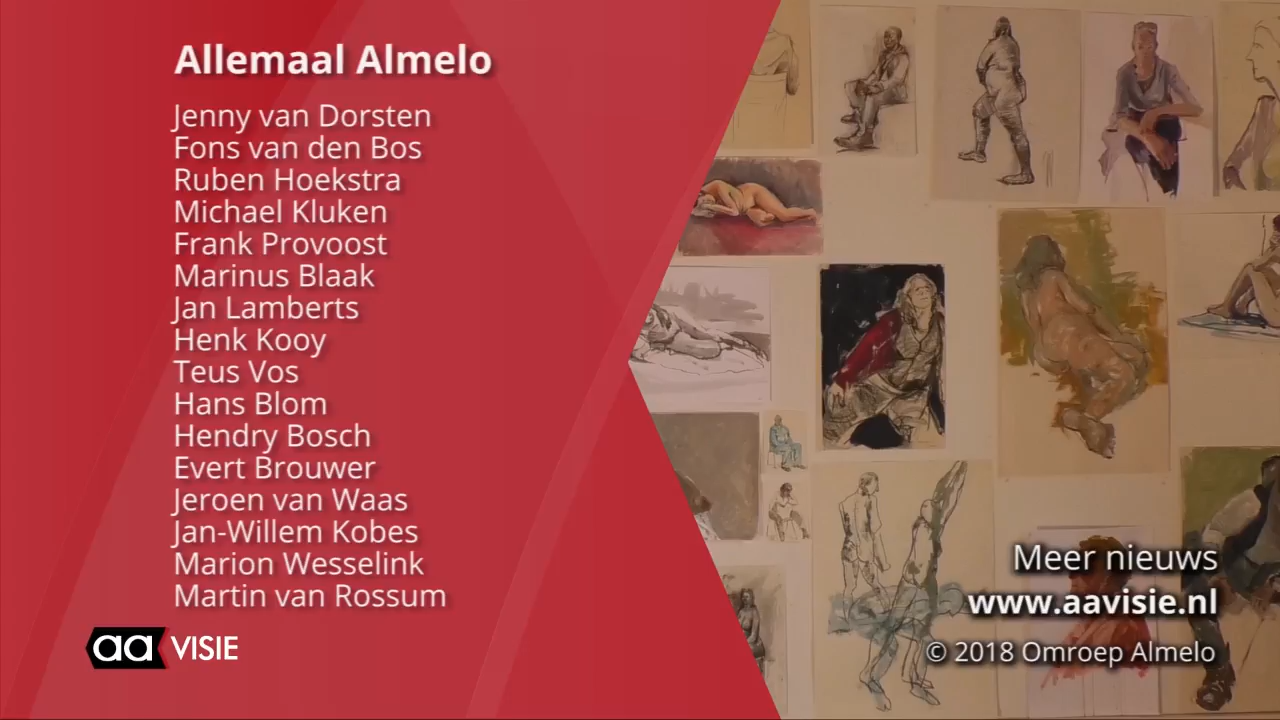 Allemaal Almelo
Jenny van Dorsten
Fons van den Bos
Ruben Hoekstra
Michael Kluken
Frank Provoost
Marinus Blaak
Jan Lamberts
Henk Kooy
Teus Vos
Hans Blom
Hendry Bosch
Evert Brouwer
Jeroen van Waas
Jan-Willem Kobes
Marion Wesselink
Martin van Rossum
aa VISIE
Meer nieuws
www.aavisie.nl
© 2018 Omroep Almelo